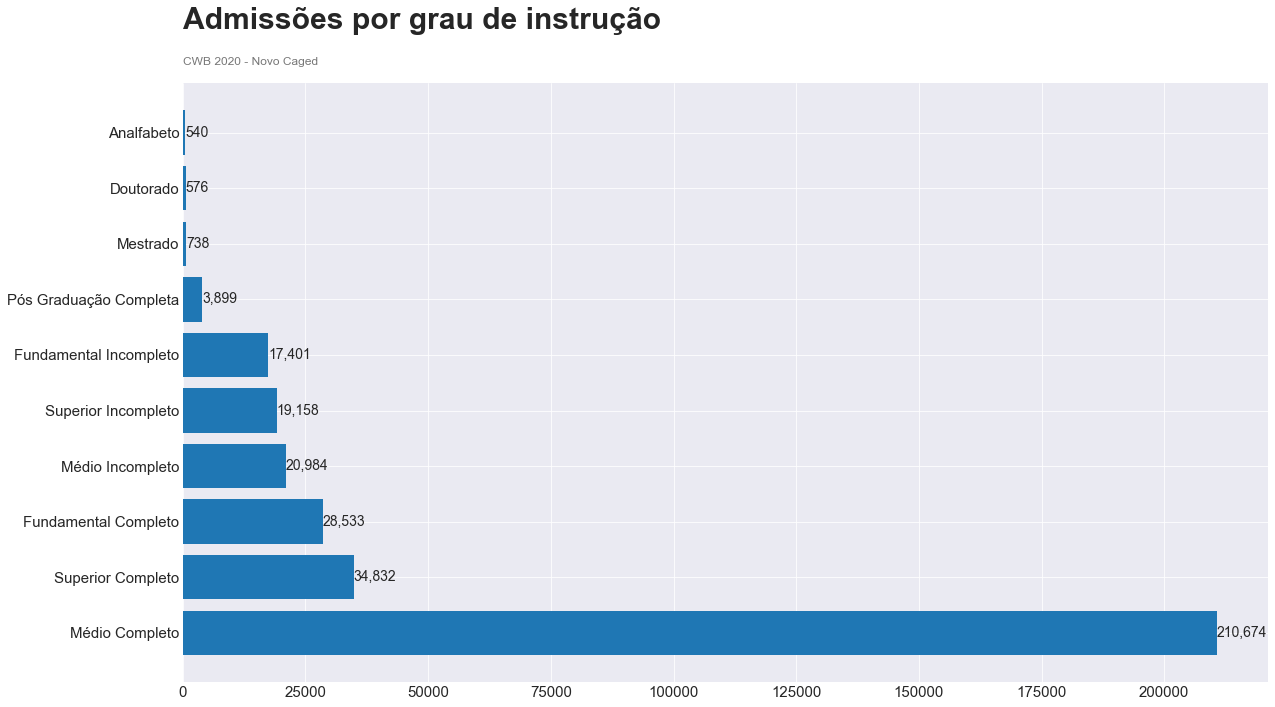 Admissões por grau de instrução
CWB 2020 - Novo Caged
Analfabeto 540
Doutorado 576
Mestrado 738
Pós Graduação Completa 3,899
Fundamental Incompleto 17,401
Superior Incompleto 19,158
Médio Incompleto 20,984
Fundamental Completo 28,533
Superior Completo 34,832
Médio Completo 210,674
0 25000 50000 75000 100000 125000 150000 175000 200000